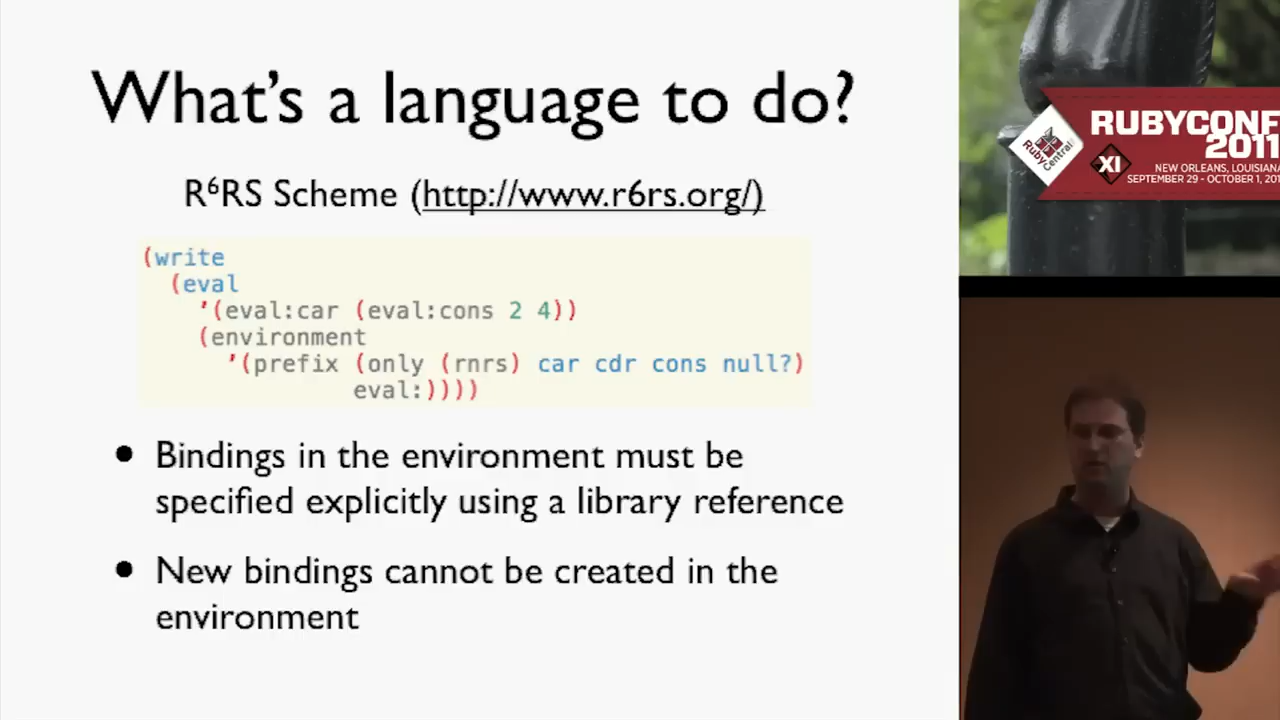 What's a language to do?
R⁶RS Scheme (http://www.r6rs.org/)
(write
(eval
'(eval:car (eval:cons 2 4))
(environment
'(prefix (only (rnrs) car cdr cons null?)
eval:))))
• Bindings in the environment must be
specified explicitly using a library reference
• New bindings cannot be created in the
environment
RUBYCONF
2011
RubyCentral
XI
NEW ORLEANS, LOUISIANA
SEPTEMBER 29 - OCTOBER 1, 201